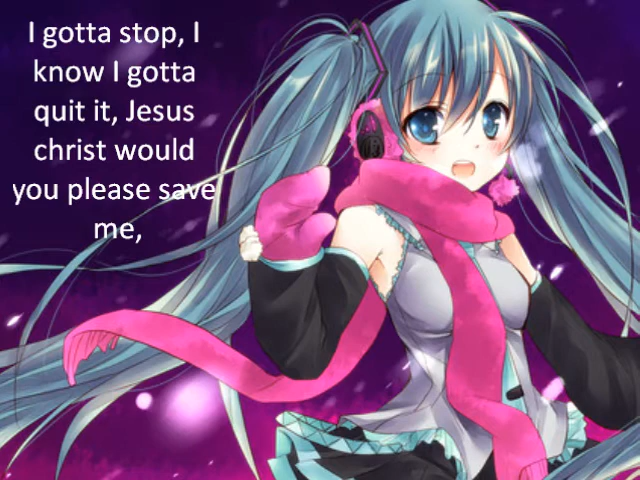 I gotta stop, I
know I gotta
quit it, Jesus
christ would
you please save
me,